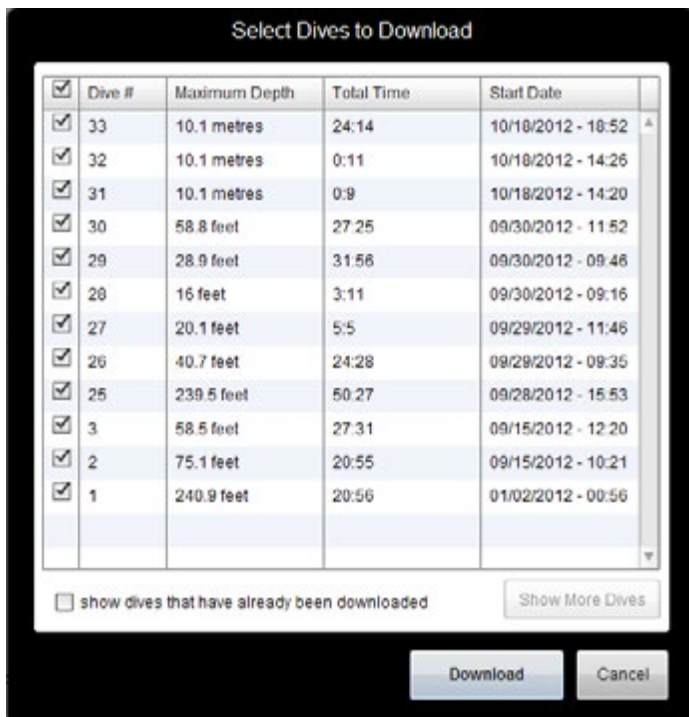 Select Dives to Download
Dive # Maximum Depth Total Time Start Date
33 10.1 metres 24:14 10/18/2012 - 18:52
32 10.1 metres 0:11 10/18/2012 - 14:26
31 10.1 metres 0:9 10/18/2012 - 14:20
30 58.8 feet 27:25 09/30/2012 - 11:52
29 28.9 feet 31:56 09/30/2012 - 09:46
28 16 feet 3:11 09/30/2012 - 09:16
27 20.1 feet 5:5 09/29/2012 - 11:46
26 40.7 feet 24:28 09/29/2012 - 09:35
25 239.5 feet 50:27 09/28/2012 - 15:53
3 58.5 feet 27:31 09/15/2012 - 12:20
2 75.1 feet 20:55 09/15/2012 - 10:21
1 240.9 feet 20:56 01/02/2012 - 00:56
show dives that have already been downloaded Show More Dives
Download Cancel